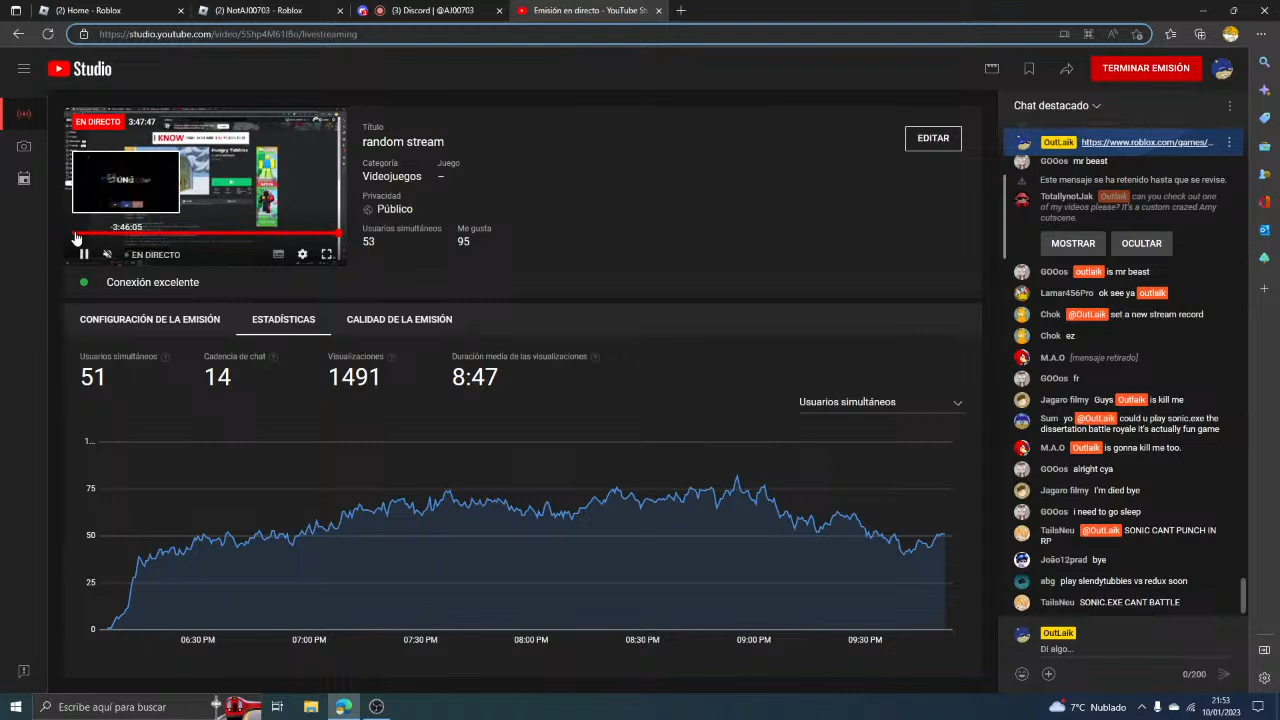 (2) Home - Roblox
(2) NotAJ00703 - Roblox
(3) Discord | @AJ00703
Emisión en directo - YouTube St
https://studio.youtube.com/video/5Shp4M61IBo/livestreaming
Studio
TERMINAR EMISIÓN
EN DIRECTO 3:47:47
I KNOW
-3:46:05
EN DIRECTO
Título
random stream
EDITAR
Categoría Juego
Videojuegos –
Privacidad
Público
Usuarios simultáneos Me gusta
53 95
Conexión excelente
CONFIGURACIÓN DE LA EMISIÓN ESTADÍSTICAS CALIDAD DE LA EMISIÓN
Usuarios simultáneos Cadencia de chat Visualizaciones Duración media de las visualizaciones
51 14 1491 8:47
Usuarios simultáneos
1...
75
50
25
0
06:30 PM 07:00 PM 07:30 PM 08:00 PM 08:30 PM 09:00 PM 09:30 PM
Chat destacado
OutLaik https://www.roblox.com/games/...
GOOos mr beast
Este mensaje se ha retenido hasta que se revise.
TotallynotJak Outlaik can you check out one
of my videos please? It's a custom crazed Amy
cutscene.
MOSTRAR OCULTAR
GOOos outlaik is mr beast
Lamar456Pro ok see ya outlaik
Chok @OutLaik set a new stream record
Chok ez
M.A.O [mensaje retirado]
GOOos fr
Jagaro filmy Guys Outlaik is kill me
Sum yo @OutLaik could u play sonic.exe the
dissertation battle royale it's actually fun game
M.A.O Outlaik is gonna kill me too.
GOOos alright cya
Jagaro filmy I'm died bye
GOOos i need to go sleep
TailsNeu @OutLaik SONIC CANT PUNCH IN
RP
João12prad bye
abg play slendytubbies vs redux soon
TailsNeu SONIC.EXE CANT BATTLE
OutLaik
Di algo...
0/200
Escribe aquí para buscar
7°C Nublado
21:53
10/01/2023